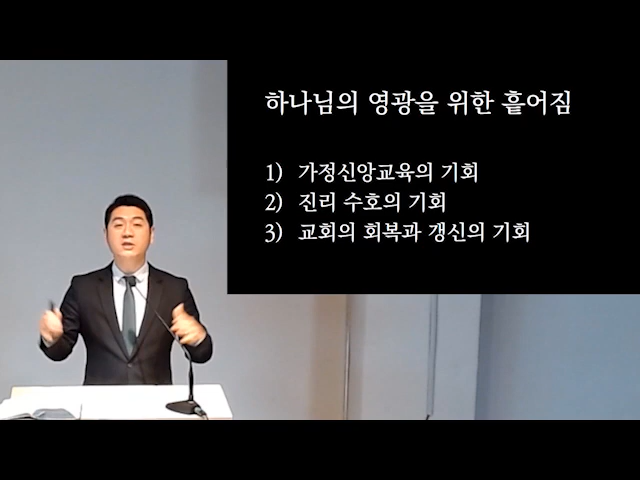 하나님의 영광을 위한 흩어짐
1) 가정신앙교육의 기회
2) 진리 수호의 기회
3) 교회의 회복과 갱신의 기회